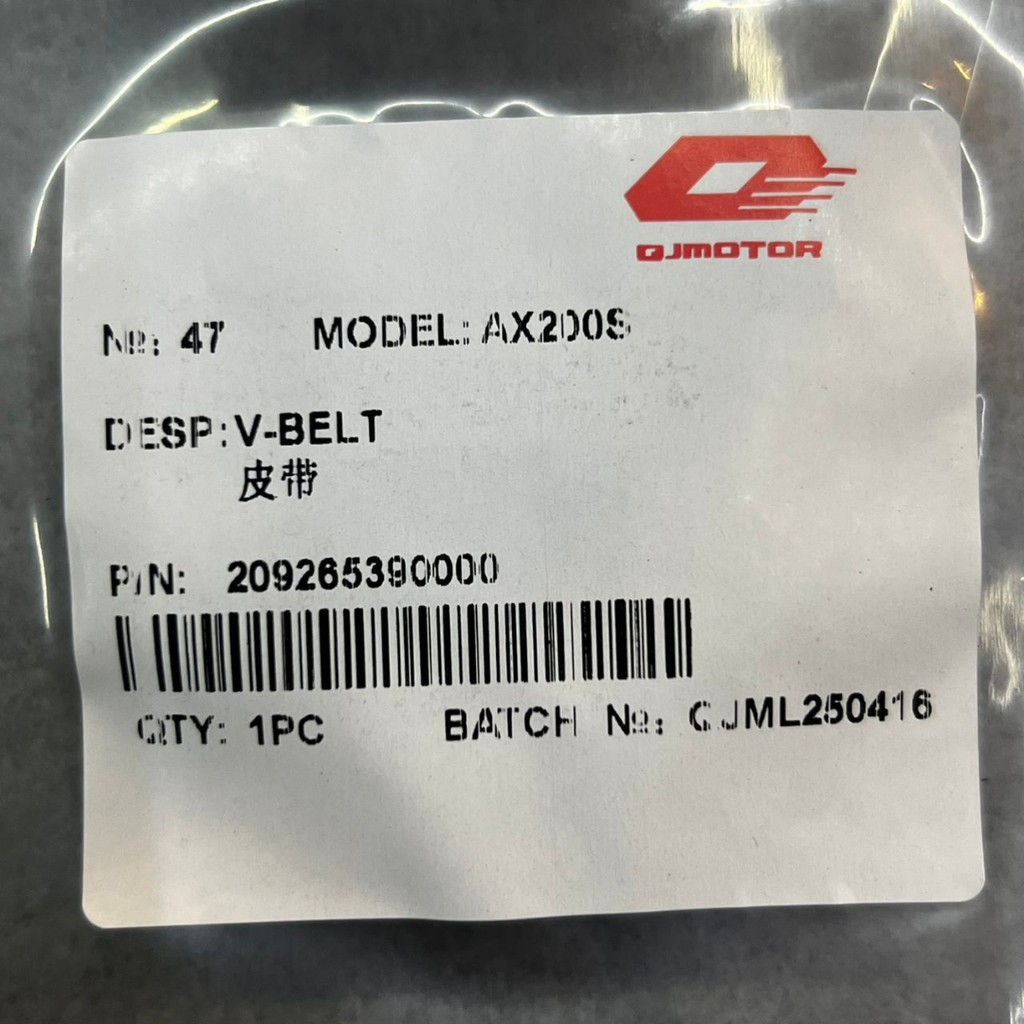 QJMOTOR
№: 47 MODEL: AX200S
DESP: V-BELT
皮带
P/N: 209265390000
QTY: 1PC BATCH №: QJML250416